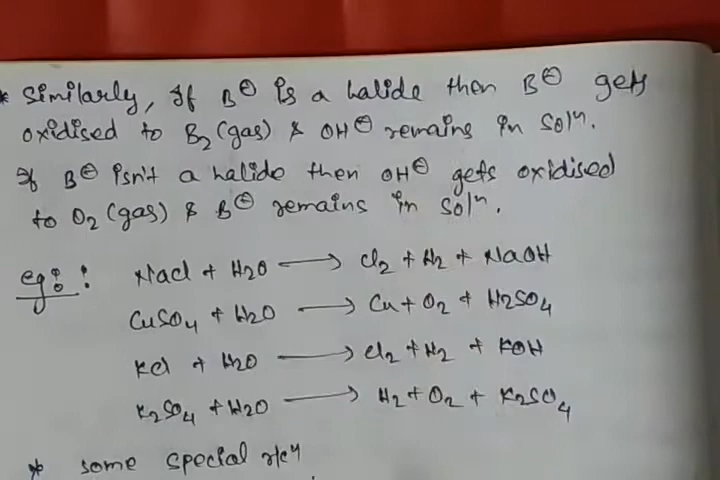 * Similarly, If B⊖ is a halide then B⊖ gets
oxidised to B₂(gas) & OH⊖ remains in Solⁿ.
If B⊖ isn't a halide then OH⊖ gets oxidised
to O₂(gas) & B⊖ remains in Solⁿ.
eg:! NaCl + H₂O → Cl₂ + H₂ + NaOH
CuSO₄ + H₂O → Cu + O₂ + H₂SO₄
KCl + H₂O → Cl₂ + H₂ + KOH
K₂SO₄ + H₂O → H₂ + O₂ + K₂SO₄
* some special r/cⁿ